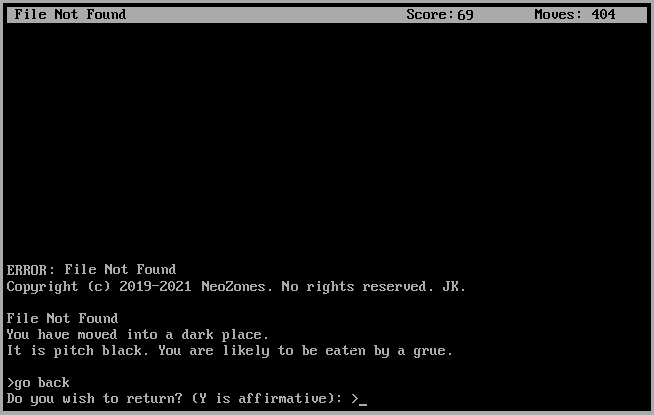 File Not Found Score:69 Moves: 404
ERROR: File Not Found
Copyright (c) 2019-2021 NeoZones. No rights reserved. JK.
File Not Found
You have moved into a dark place.
It is pitch black. You are likely to be eaten by a grue.
>go back
Do you wish to return? (Y is affirmative): >_